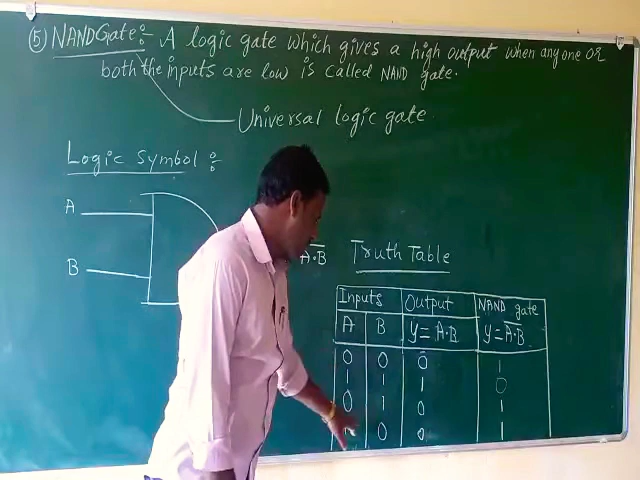 (5) NAND Gate :- A logic gate which gives a high output when any one or
both the inputs are low is called NAND gate.
Universal logic gate
Logic Symbol :-
A
B
A̅·̅B̅
Truth Table
Inputs Output NAND gate
A B y = A·B y = A̅·̅B̅
0 0 0 1
1 1 1 0
0 1 0 1
0 0 1